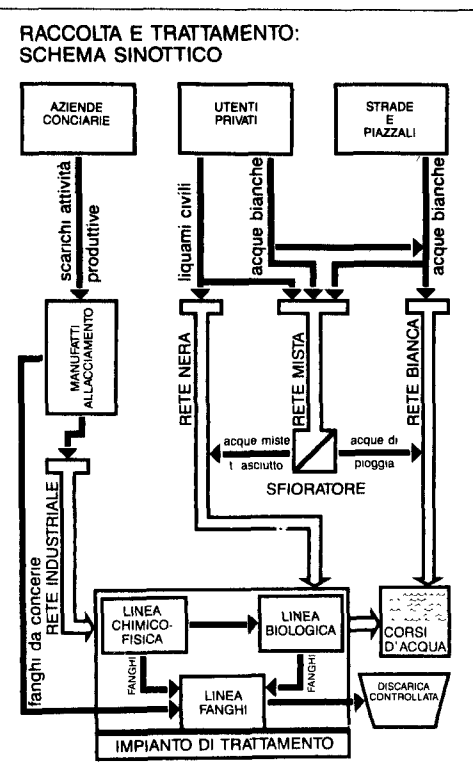 RACCOLTA E TRATTAMENTO:
SCHEMA SINOTTICO
AZIENDE
CONCIARIE
UTENTI
PRIVATI
STRADE
E
PIAZZALI
scarichi attività
produttive
liquami civili
acque bianche
acque bianche
MANUFATTI
ALLACCIAMENTO
RETE NERA
RETE MISTA
RETE BIANCA
acque miste
t asciutto
acque di
pioggia
SFIORATORE
fanghi da concerie
RETE INDUSTRIALE
LINEA
CHIMICO-
FISICA
LINEA
BIOLOGICA
CORSI
D'ACQUA
FANGHI
FANGHI
LINEA
FANGHI
DISCARICA
CONTROLLATA
IMPIANTO DI TRATTAMENTO